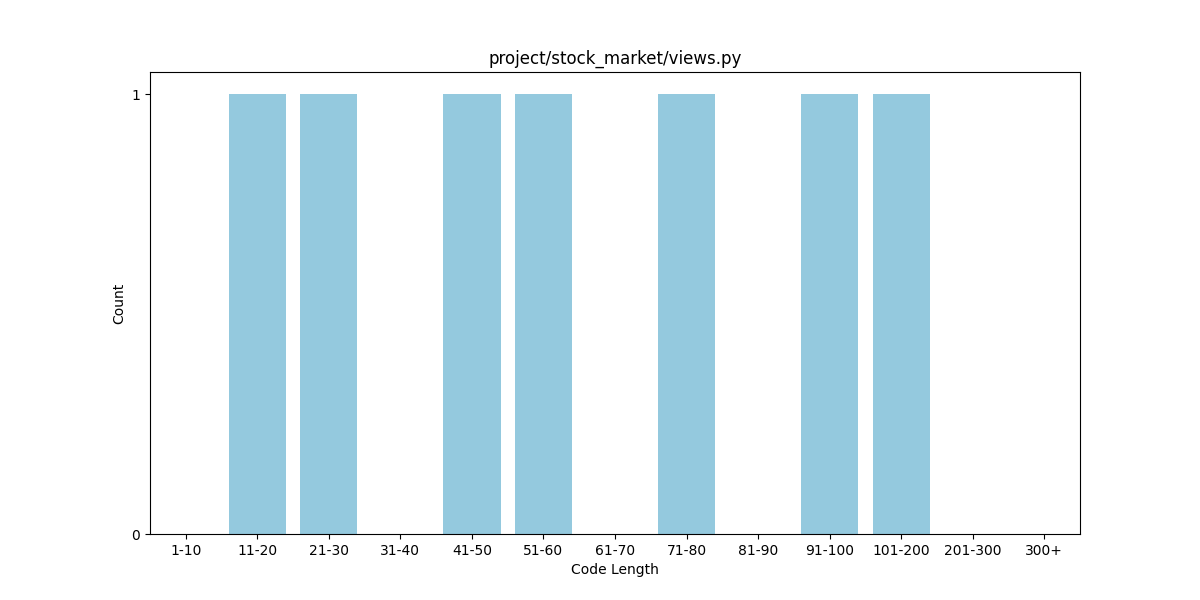 project/stock_market/views.py
1
0
Count
1-10 11-20 21-30 31-40 41-50 51-60 61-70 71-80 81-90 91-100 101-200 201-300 300+
Code Length